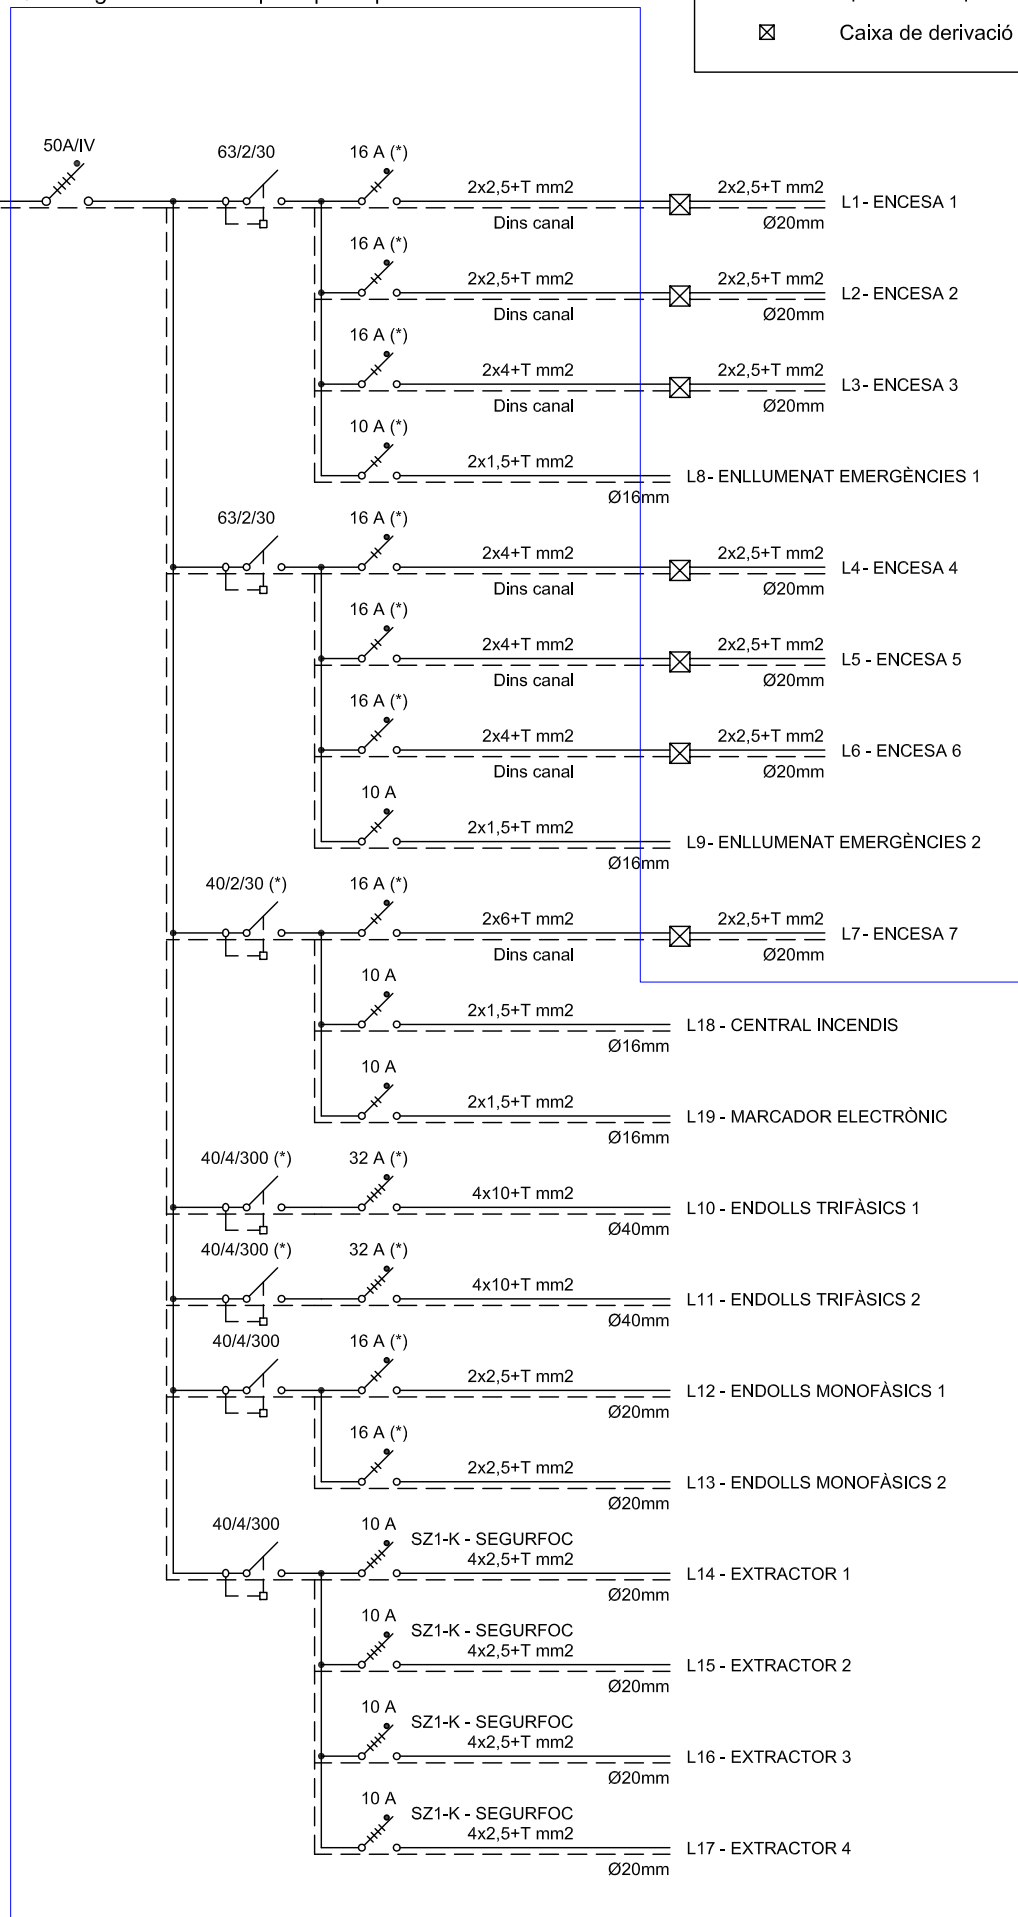 Caixa de derivació
50A/IV
63/2/30
16 A (*)
2x2,5+T mm2
Dins canal
2x2,5+T mm2
Ø20mm
L1- ENCESA 1
16 A (*)
2x2,5+T mm2
Dins canal
2x2,5+T mm2
Ø20mm
L2- ENCESA 2
16 A (*)
2x4+T mm2
Dins canal
2x2,5+T mm2
Ø20mm
L3- ENCESA 3
10 A (*)
2x1,5+T mm2
Ø16mm
L8- ENLLUMENAT EMERGÈNCIES 1
63/2/30
16 A (*)
2x4+T mm2
Dins canal
2x2,5+T mm2
Ø20mm
L4- ENCESA 4
16 A (*)
2x4+T mm2
Dins canal
2x2,5+T mm2
Ø20mm
L5 - ENCESA 5
16 A (*)
2x4+T mm2
Dins canal
2x2,5+T mm2
Ø20mm
L6 - ENCESA 6
10 A
2x1,5+T mm2
Ø16mm
L9- ENLLUMENAT EMERGÈNCIES 2
40/2/30 (*)
16 A (*)
2x6+T mm2
Dins canal
2x2,5+T mm2
Ø20mm
L7- ENCESA 7
10 A
2x1,5+T mm2
Ø16mm
L18 - CENTRAL INCENDIS
10 A
2x1,5+T mm2
Ø16mm
L19 - MARCADOR ELECTRÒNIC
40/4/300 (*)
32 A (*)
4x10+T mm2
Ø40mm
L10 - ENDOLLS TRIFÀSICS 1
40/4/300 (*)
32 A (*)
4x10+T mm2
Ø40mm
L11 - ENDOLLS TRIFÀSICS 2
40/4/300
16 A (*)
2x2,5+T mm2
Ø20mm
L12 - ENDOLLS MONOFÀSICS 1
16 A (*)
2x2,5+T mm2
Ø20mm
L13 - ENDOLLS MONOFÀSICS 2
40/4/300
10 A
SZ1-K - SEGURFOC
4x2,5+T mm2
Ø20mm
L14 - EXTRACTOR 1
10 A
SZ1-K - SEGURFOC
4x2,5+T mm2
Ø20mm
L15 - EXTRACTOR 2
10 A
SZ1-K - SEGURFOC
4x2,5+T mm2
Ø20mm
L16 - EXTRACTOR 3
10 A
SZ1-K - SEGURFOC
4x2,5+T mm2
Ø20mm
L17 - EXTRACTOR 4